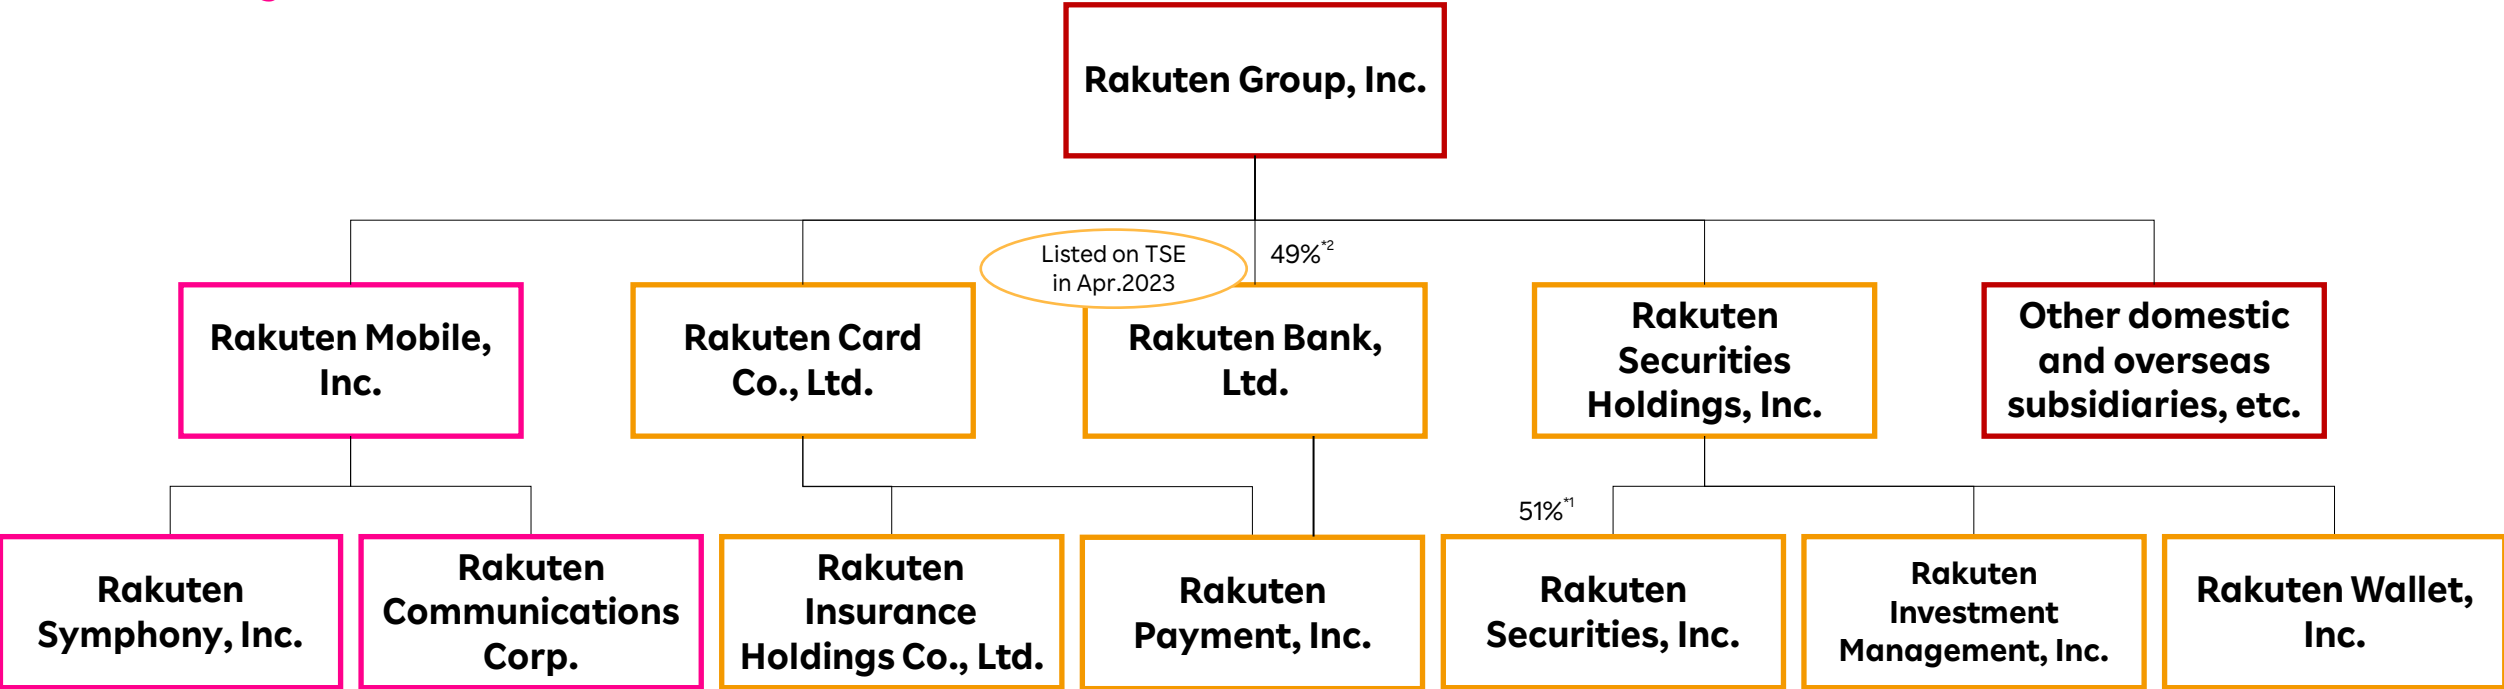 Rakuten Group, Inc.
Listed on TSE
in Apr.2023
49%*2
Rakuten Mobile,
Inc.
Rakuten Card
Co., Ltd.
Rakuten Bank,
Ltd.
Rakuten
Securities
Holdings, Inc.
Other domestic
and overseas
subsidiaries, etc.
51%*1
Rakuten
Symphony, Inc.
Rakuten
Communications
Corp.
Rakuten
Insurance
Holdings Co., Ltd.
Rakuten
Payment, Inc.
Rakuten
Securities, Inc.
Rakuten
Investment
Management, Inc.
Rakuten Wallet,
Inc.